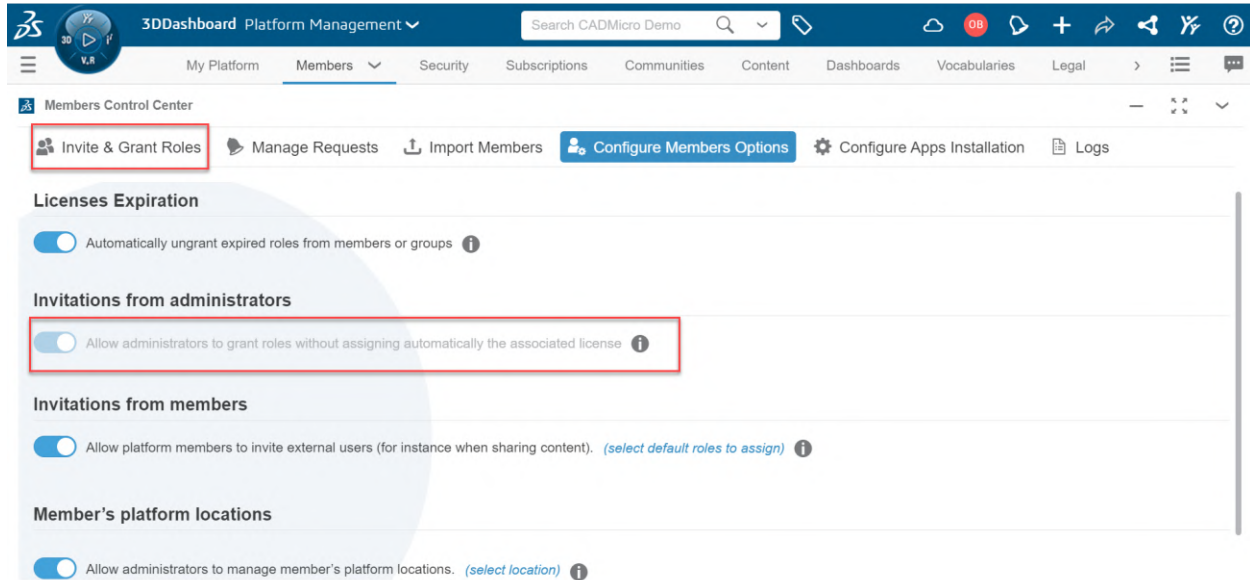 3DDashboard Platform Management
Search CADMicro Demo
OB
3D
V.R
My Platform Members Security Subscriptions Communities Content Dashboards Vocabularies Legal
Members Control Center
Invite & Grant Roles Manage Requests Import Members Configure Members Options Configure Apps Installation Logs
Licenses Expiration
Automatically ungrant expired roles from members or groups
Invitations from administrators
Allow administrators to grant roles without assigning automatically the associated license
Invitations from members
Allow platform members to invite external users (for instance when sharing content). (select default roles to assign)
Member's platform locations
Allow administrators to manage member's platform locations. (select location)